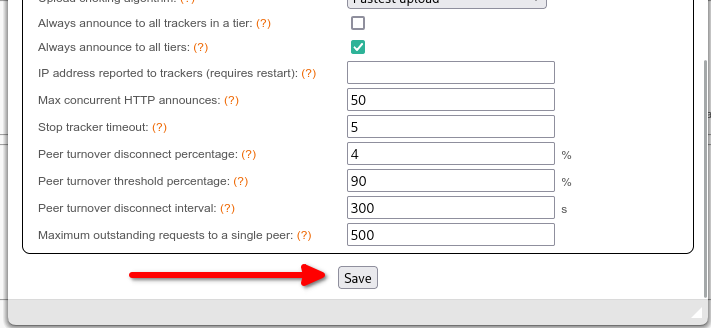 Upload choking algorithm: (?) Fastest upload
Always announce to all trackers in a tier: (?)
Always announce to all tiers: (?)
IP address reported to trackers (requires restart): (?)
Max concurrent HTTP announces: (?) 50
Stop tracker timeout: (?) 5
Peer turnover disconnect percentage: (?) 4 %
Peer turnover threshold percentage: (?) 90 %
Peer turnover disconnect interval: (?) 300 s
Maximum outstanding requests to a single peer: (?) 500
Save